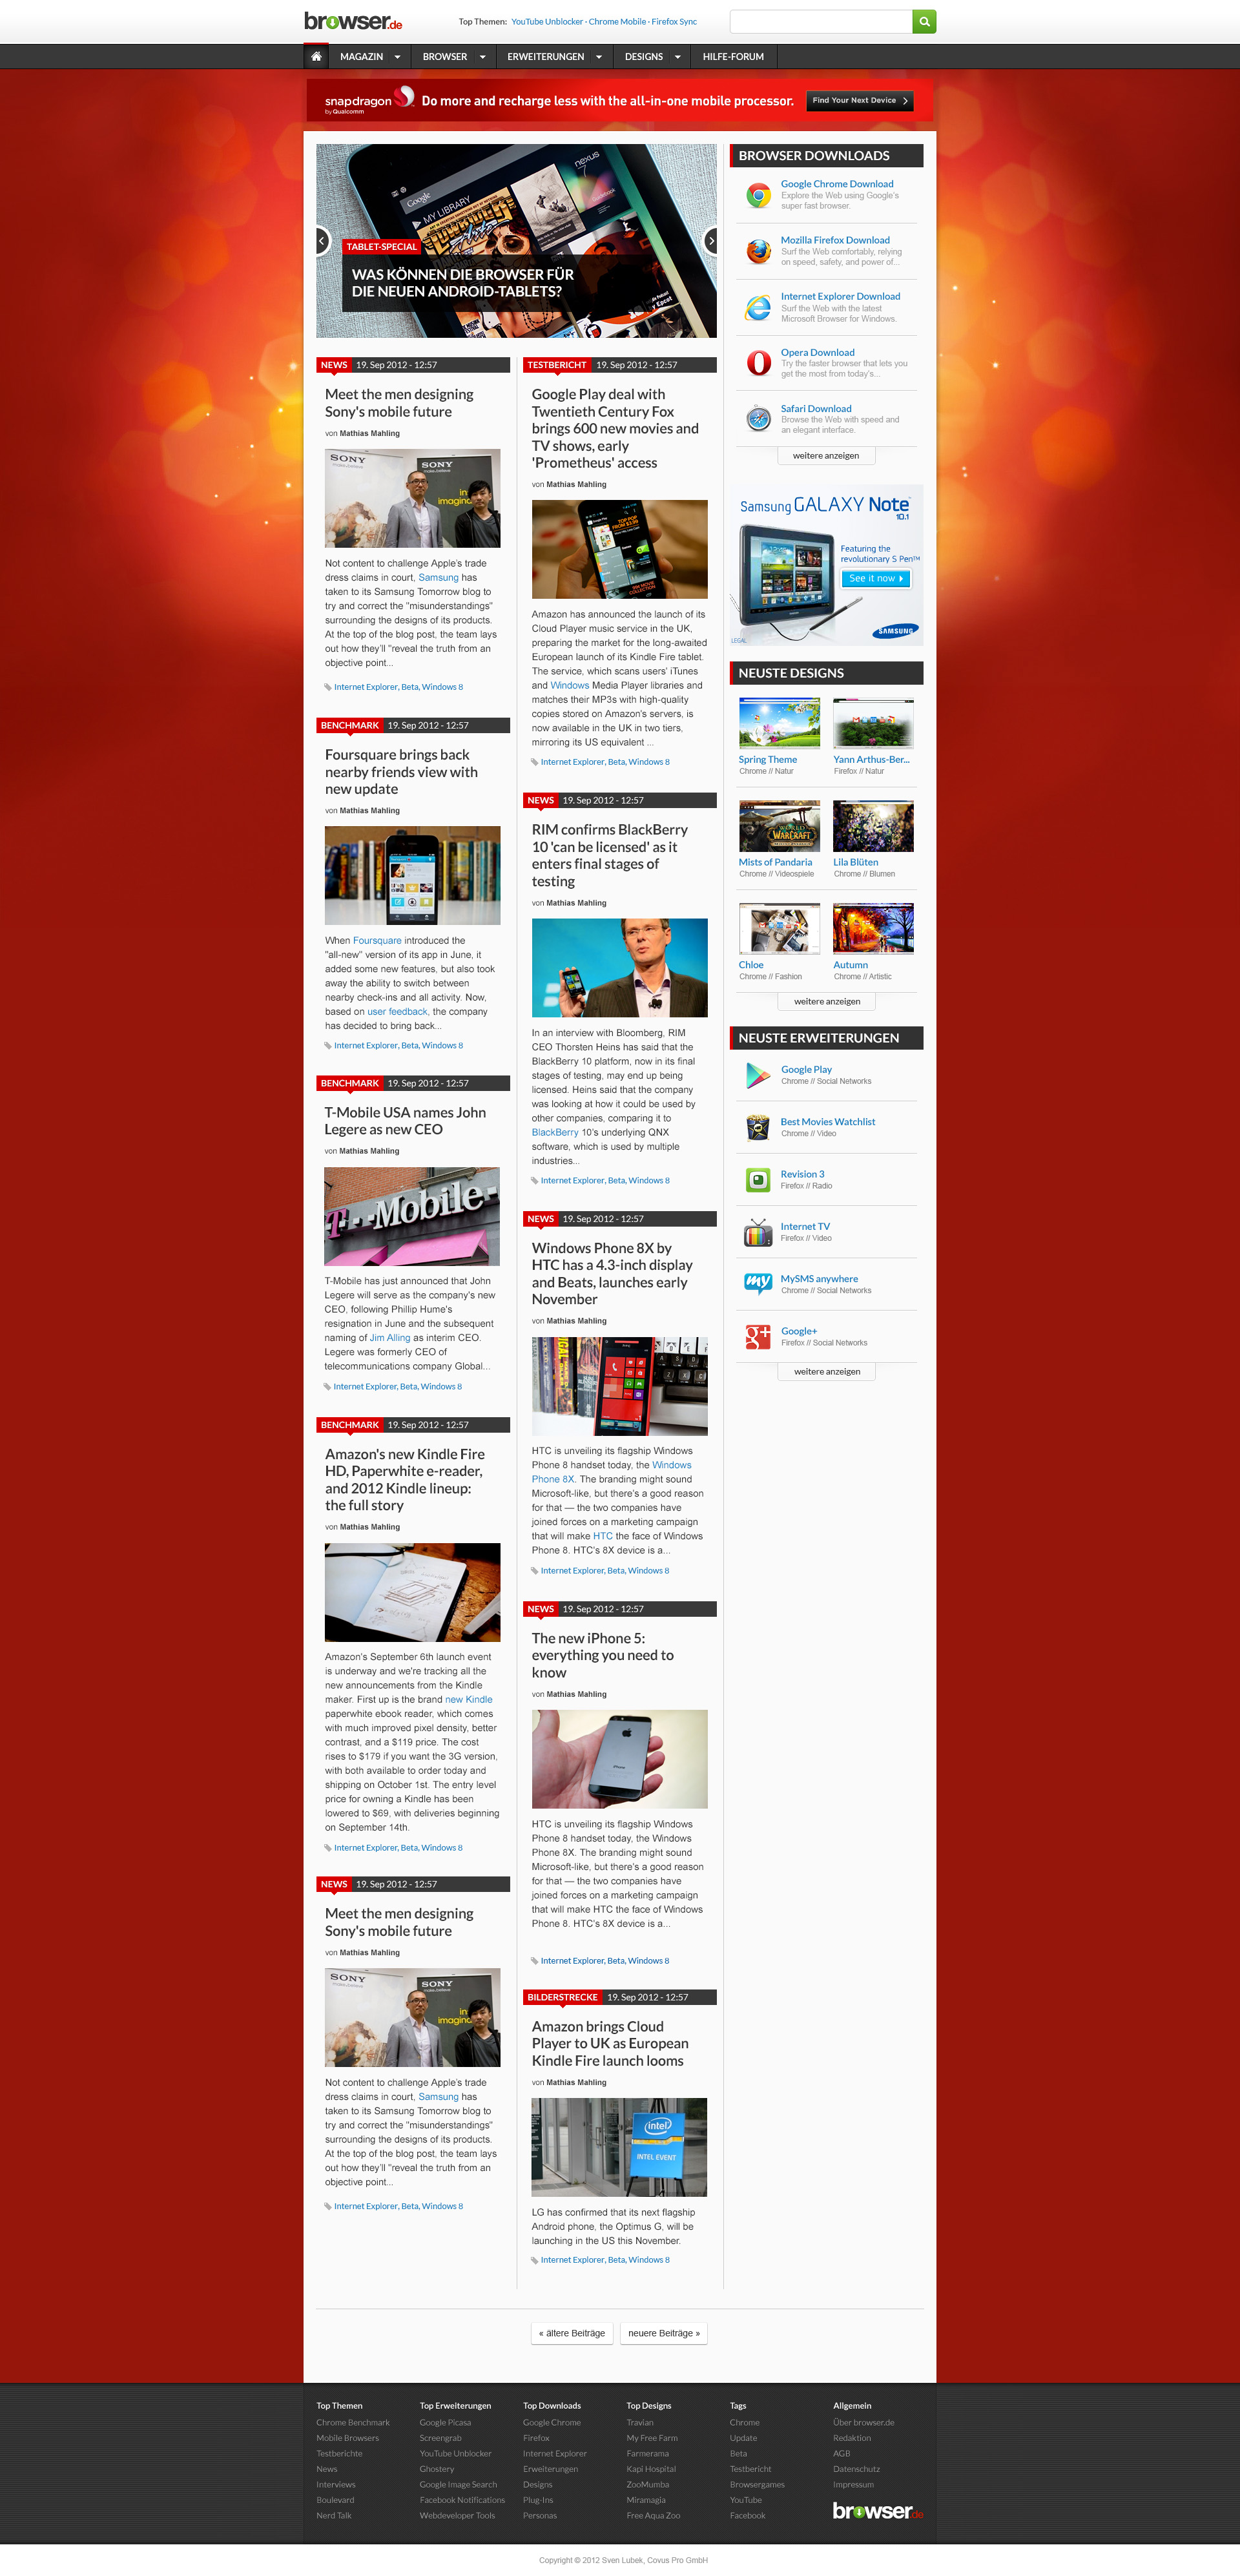 browser.de
Top Themen: YouTube Unblocker · Chrome Mobile · Firefox Sync
MAGAZIN
BROWSER
ERWEITERUNGEN
DESIGNS
HILFE-FORUM
snapdragon
by Qualcomm
Do more and recharge less with the all-in-one mobile processor.
Find Your Next Device
nexus
Google
MY LIBRARY
TABLET-SPECIAL
WAS KÖNNEN DIE BROWSER FÜR
DIE NEUEN ANDROID-TABLETS?
NEWS 19. Sep 2012 - 12:57
Meet the men designing
Sony's mobile future
von Mathias Mahling
SONY
make.believe
SONY
Not content to challenge Apple's trade
dress claims in court, Samsung has
taken to its Samsung Tomorrow blog to
try and correct the "misunderstandings"
surrounding the designs of its products.
At the top of the blog post, the team lays
out how they'll "reveal the truth from an
objective point...
Internet Explorer, Beta, Windows 8
BENCHMARK 19. Sep 2012 - 12:57
Foursquare brings back
nearby friends view with
new update
von Mathias Mahling
When Foursquare introduced the
"all-new" version of its app in June, it
added some new features, but also took
away the ability to switch between
nearby check-ins and all activity. Now,
based on user feedback, the company
has decided to bring back...
Internet Explorer, Beta, Windows 8
BENCHMARK 19. Sep 2012 - 12:57
T-Mobile USA names John
Legere as new CEO
von Mathias Mahling
T··Mobile·
T-Mobile has just announced that John
Legere will serve as the company's new
CEO, following Phillip Hume's
resignation in June and the subsequent
naming of Jim Alling as interim CEO.
Legere was formerly CEO of
telecommunications company Global...
Internet Explorer, Beta, Windows 8
BENCHMARK 19. Sep 2012 - 12:57
Amazon's new Kindle Fire
HD, Paperwhite e-reader,
and 2012 Kindle lineup:
the full story
von Mathias Mahling
Amazon's September 6th launch event
is underway and we're tracking all the
new announcements from the Kindle
maker. First up is the brand new Kindle
paperwhite ebook reader, which comes
with much improved pixel density, better
contrast, and a $119 price. The cost
rises to $179 if you want the 3G version,
with both available to order today and
shipping on October 1st. The entry level
price for owning a Kindle has been
lowered to $69, with deliveries beginning
on September 14th.
Internet Explorer, Beta, Windows 8
NEWS 19. Sep 2012 - 12:57
Meet the men designing
Sony's mobile future
von Mathias Mahling
SONY
make.believe
SONY
Not content to challenge Apple's trade
dress claims in court, Samsung has
taken to its Samsung Tomorrow blog to
try and correct the "misunderstandings"
surrounding the designs of its products.
At the top of the blog post, the team lays
out how they'll "reveal the truth from an
objective point...
Internet Explorer, Beta, Windows 8
TESTBERICHT 19. Sep 2012 - 12:57
Google Play deal with
Twentieth Century Fox
brings 600 new movies and
TV shows, early
'Prometheus' access
von Mathias Mahling
Amazon has announced the launch of its
Cloud Player music service in the UK,
preparing the market for the long-awaited
European launch of its Kindle Fire tablet.
The service, which scans users' iTunes
and Windows Media Player libraries and
matches their MP3s with high-quality
copies stored on Amazon's servers, is
now available in the UK in two tiers,
mirroring its US equivalent ...
Internet Explorer, Beta, Windows 8
NEWS 19. Sep 2012 - 12:57
RIM confirms BlackBerry
10 'can be licensed' as it
enters final stages of
testing
von Mathias Mahling
In an interview with Bloomberg, RIM
CEO Thorsten Heins has said that the
BlackBerry 10 platform, now in its final
stages of testing, may end up being
licensed. Heins said that the company
was looking at how it could be used by
other companies, comparing it to
BlackBerry 10's underlying QNX
software, which is used by multiple
industries...
Internet Explorer, Beta, Windows 8
NEWS 19. Sep 2012 - 12:57
Windows Phone 8X by
HTC has a 4.3-inch display
and Beats, launches early
November
von Mathias Mahling
HTC is unveiling its flagship Windows
Phone 8 handset today, the Windows
Phone 8X. The branding might sound
Microsoft-like, but there's a good reason
for that — the two companies have
joined forces on a marketing campaign
that will make HTC the face of Windows
Phone 8. HTC's 8X device is a...
Internet Explorer, Beta, Windows 8
NEWS 19. Sep 2012 - 12:57
The new iPhone 5:
everything you need to
know
von Mathias Mahling
iPhone
HTC is unveiling its flagship Windows
Phone 8 handset today, the Windows
Phone 8X. The branding might sound
Microsoft-like, but there's a good reason
for that — the two companies have
joined forces on a marketing campaign
that will make HTC the face of Windows
Phone 8. HTC's 8X device is a...
Internet Explorer, Beta, Windows 8
BILDERSTRECKE 19. Sep 2012 - 12:57
Amazon brings Cloud
Player to UK as European
Kindle Fire launch looms
von Mathias Mahling
intel
INTEL EVENT
LG has confirmed that its next flagship
Android phone, the Optimus G, will be
launching in the US this November.
Internet Explorer, Beta, Windows 8
BROWSER DOWNLOADS
Google Chrome Download
Explore the Web using Google's
super fast browser.
Mozilla Firefox Download
Surf the Web comfortably, relying
on speed, safety, and power of...
Internet Explorer Download
Surf the Web with the latest
Microsoft Browser for Windows.
Opera Download
Try the faster browser that lets you
get the most from today's...
Safari Download
Browse the Web with speed and
an elegant interface.
weitere anzeigen
Samsung GALAXY Note
10.1
Featuring the
revolutionary S Pen™
See it now
LEGAL
SAMSUNG
NEUSTE DESIGNS
Spring Theme
Chrome // Natur
Yann Arthus-Ber...
Firefox // Natur
WORLD
WARCRAFT
Mists of Pandaria
Chrome // Videospiele
Lila Blüten
Chrome // Blumen
Chloe
Chrome // Fashion
Autumn
Chrome // Artistic
weitere anzeigen
NEUSTE ERWEITERUNGEN
Google Play
Chrome // Social Networks
Best Movies Watchlist
Chrome // Video
Revision 3
Firefox // Radio
Internet TV
Firefox // Video
my
MySMS anywhere
Chrome // Social Networks
g+
Google+
Firefox // Social Networks
weitere anzeigen
« ältere Beiträge
neuere Beiträge »
Top Themen
Chrome Benchmark
Mobile Browsers
Testberichte
News
Interviews
Boulevard
Nerd Talk
Top Erweiterungen
Google Picasa
Screengrab
YouTube Unblocker
Ghostery
Google Image Search
Facebook Notifications
Webdeveloper Tools
Top Downloads
Google Chrome
Firefox
Internet Explorer
Erweiterungen
Designs
Plug-Ins
Personas
Top Designs
Travian
My Free Farm
Farmerama
Kapi Hospital
ZooMumba
Miramagia
Free Aqua Zoo
Tags
Chrome
Update
Beta
Testbericht
Browsergames
YouTube
Facebook
Allgemein
Über browser.de
Redaktion
AGB
Datenschutz
Impressum
browser.de
Copyright © 2012 Sven Lubek, Covus Pro GmbH